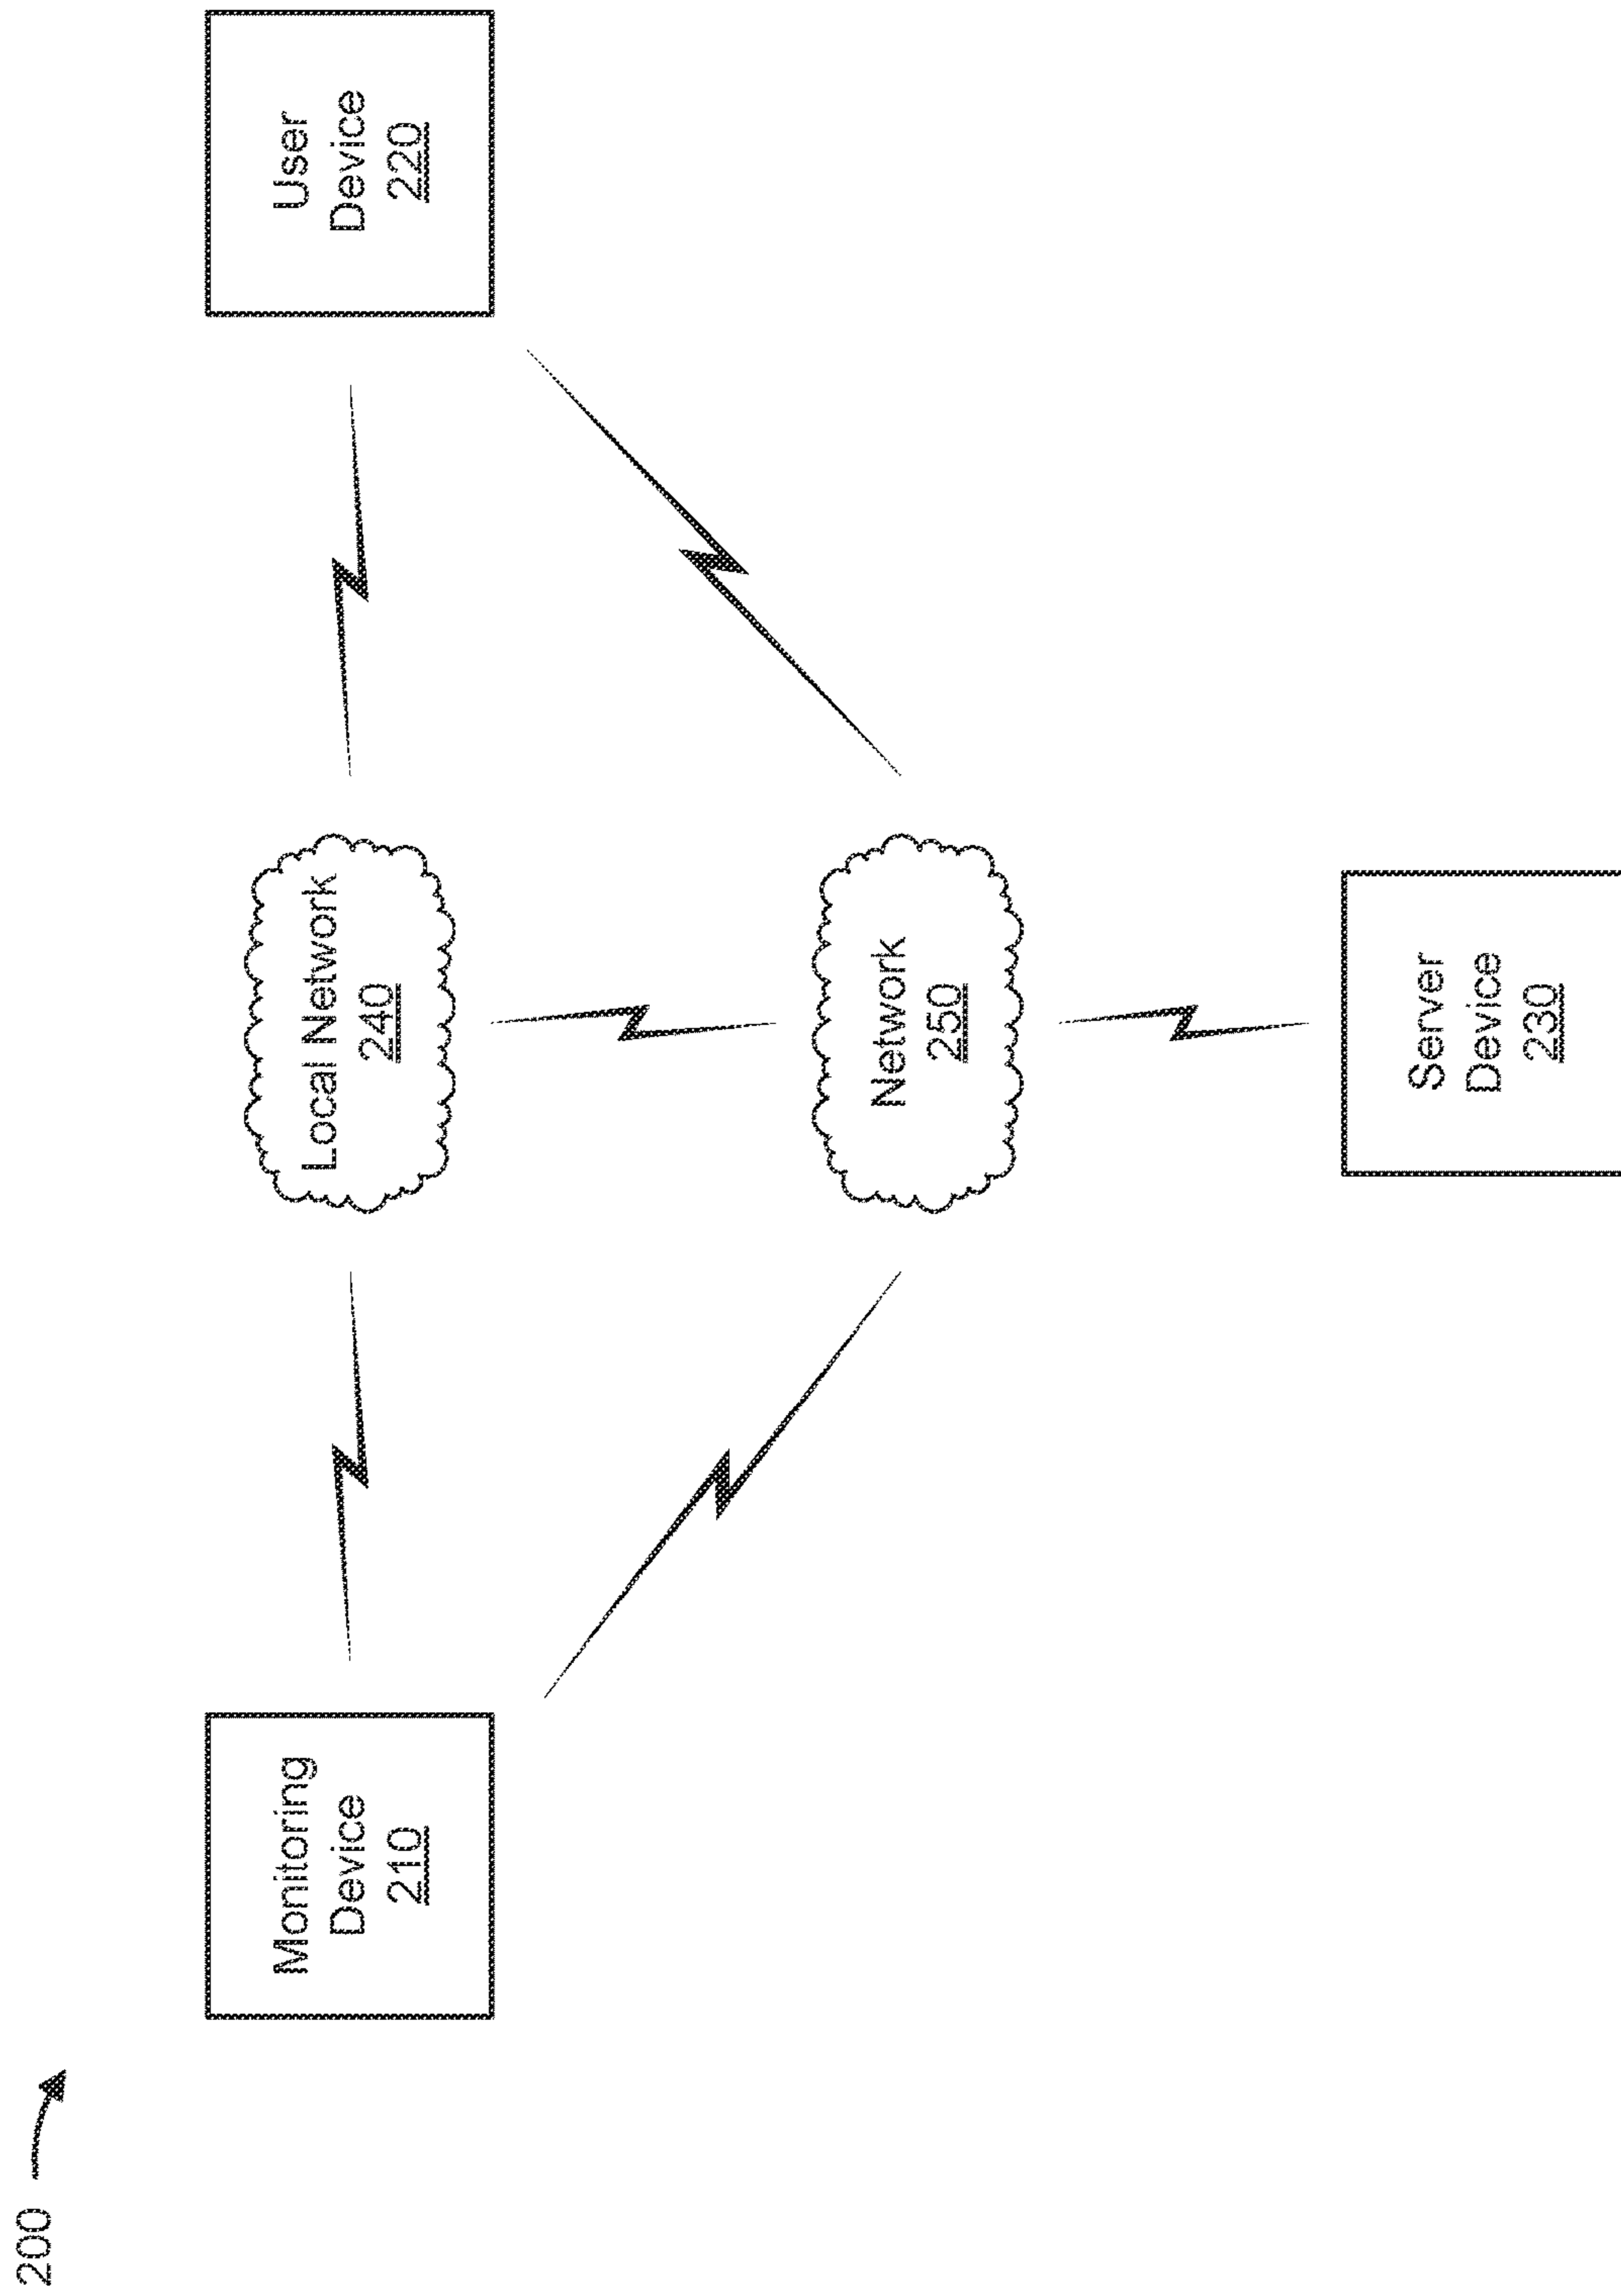 200
Monitoring
Device
210
Local Network
240
User
Device
220
Network
250
Server
Device
230